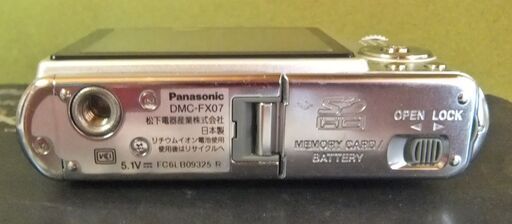 Panasonic
DMC-FX07
松下電器産業株式会社
日本製
リチウムイオン電池使用
使用後はリサイクルへ
5.1V⎓ FC6LB09325 R
SD
HC
MEMORY CARD/
BATTERY
OPEN LOCK